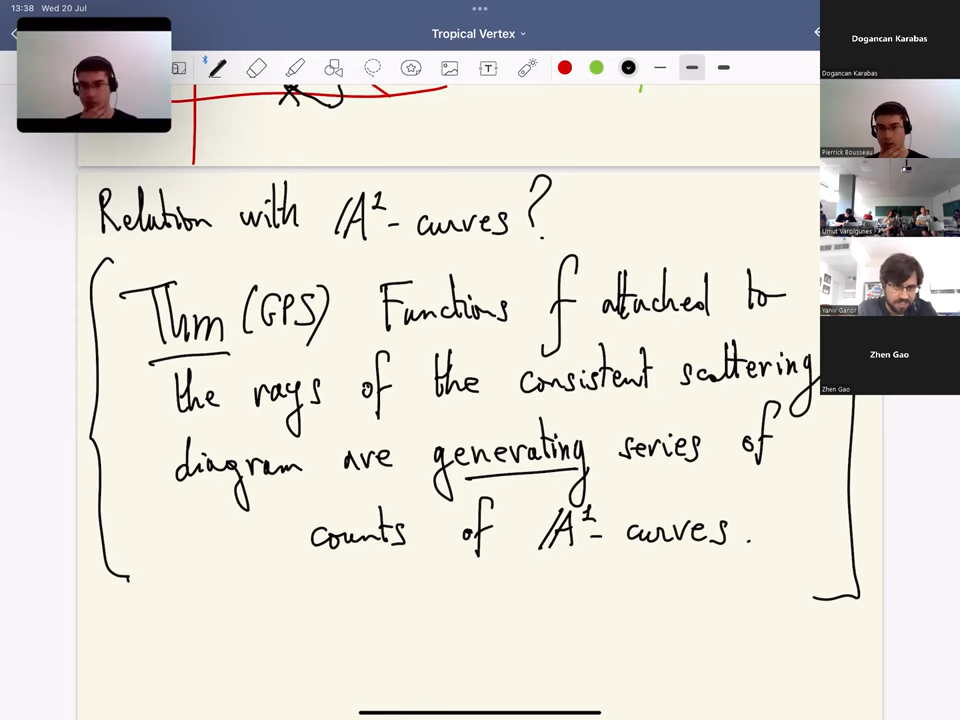 13:38 Wed 20 Jul
Tropical Vertex
Relation with A¹-curves?
Thm (GPS) Functions f attached to
the rays of the consistent scattering
diagram are generating series of
counts of A¹- curves.
Dogancan Karabas
Dogancan Karabas
Pierrick Bousseau
Umut Varolgunes
Yaniv Ganor
Zhen Gao
Zhen Gao